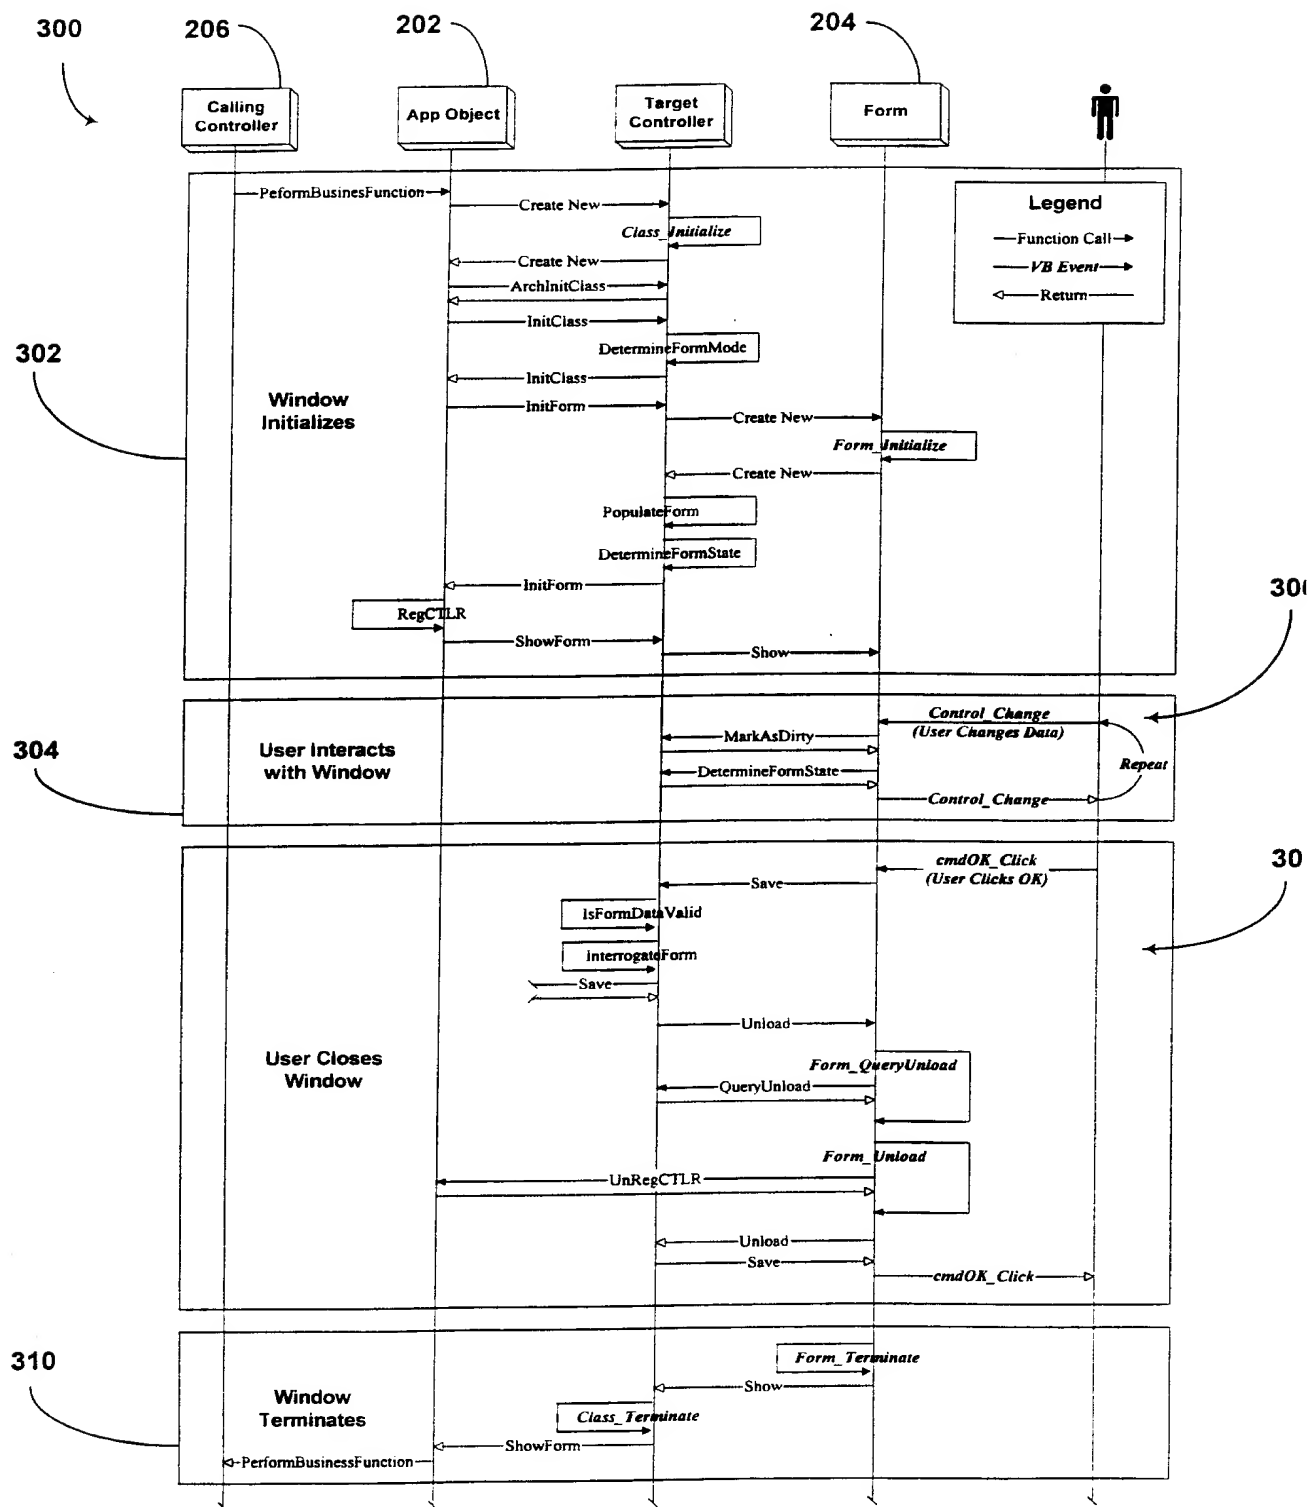 300
206
202
204
Calling
Controller
App Object
Target
Controller
Form
PeformBusinesFunction
Create New
Class_Initialize
Create New
ArchInitClass
InitClass
DetermineFormMode
InitClass
InitForm
Create New
Form_Initialize
Create New
PopulateForm
DetermineFormState
InitForm
RegCTLR
ShowForm
Show
Legend
Function Call
VB Event
Return
302
Window
Initializes
304
User Interacts
with Window
Control_Change
(User Changes Data)
MarkAsDirty
DetermineFormState
Repeat
Control_Change
30
cmdOK_Click
(User Clicks OK)
Save
IsFormDataValid
InterrogateForm
Save
Unload
User Closes
Window
Form_QueryUnload
QueryUnload
Form_Unload
UnRegCTLR
Unload
Save
cmdOK_Click
310
Window
Terminates
Form_Terminate
Show
Class_Terminate
ShowForm
PerformBusinessFunction